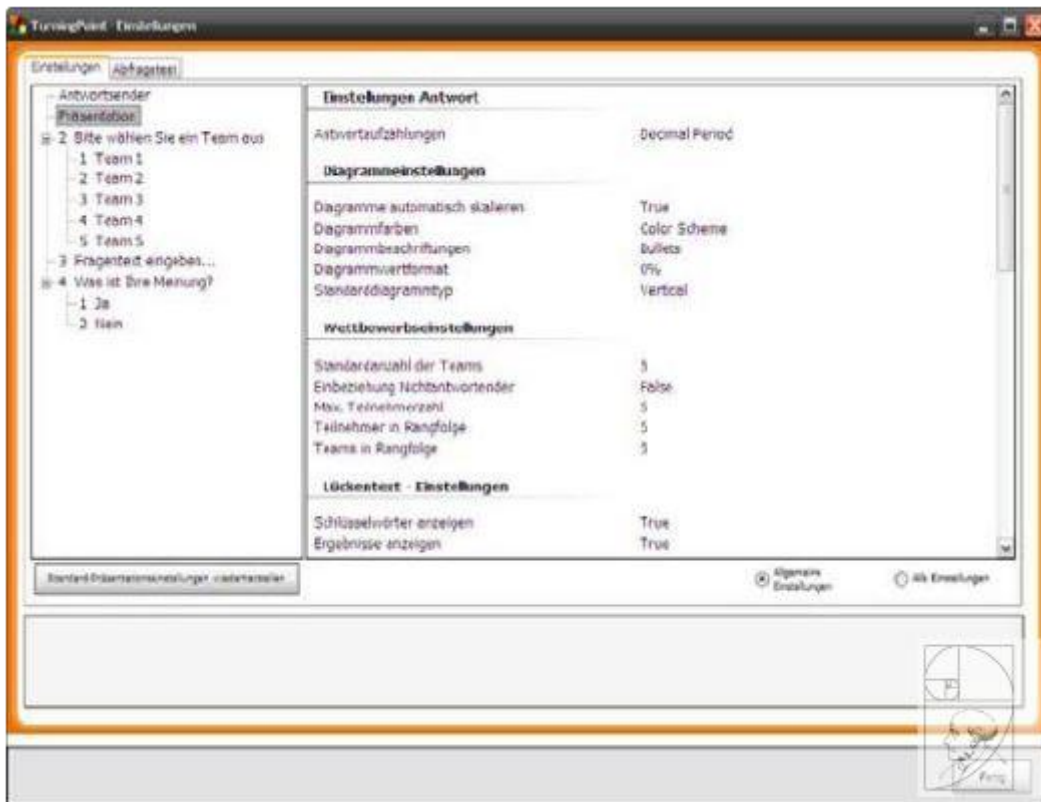 TurningPoint - Einstellungen
Einstellungen Abfragetest
Antwortsender
Präsentation
2 Bitte wählen Sie ein Team aus
1 Team 1
2 Team 2
3 Team 3
4 Team 4
5 Team 5
3 Fragentext eingeben...
4 Was ist Ihre Meinung?
1 Ja
2 Nein
Einstellungen Antwort
Antwortaufzählungen Decimal Period
Diagrammeinstellungen
Diagramme automatisch skalieren True
Diagrammfarben Color Scheme
Diagrammbeschriftungen Bullets
Diagrammwertformat 0%
Standarddiagrammtyp Vertical
Wettbewerbseinstellungen
Standardanzahl der Teams 5
Einbeziehung Nichtantwortender False
Max. Teilnehmerzahl 5
Teilnehmer in Rangfolge 5
Teams in Rangfolge 5
Lückentext - Einstellungen
Schlüsselwörter anzeigen True
Ergebnisse anzeigen True
Standard-Präsentationseinstellungen wiederherstellen
Allgemeine Einstellungen
Alle Einstellungen
Fertig